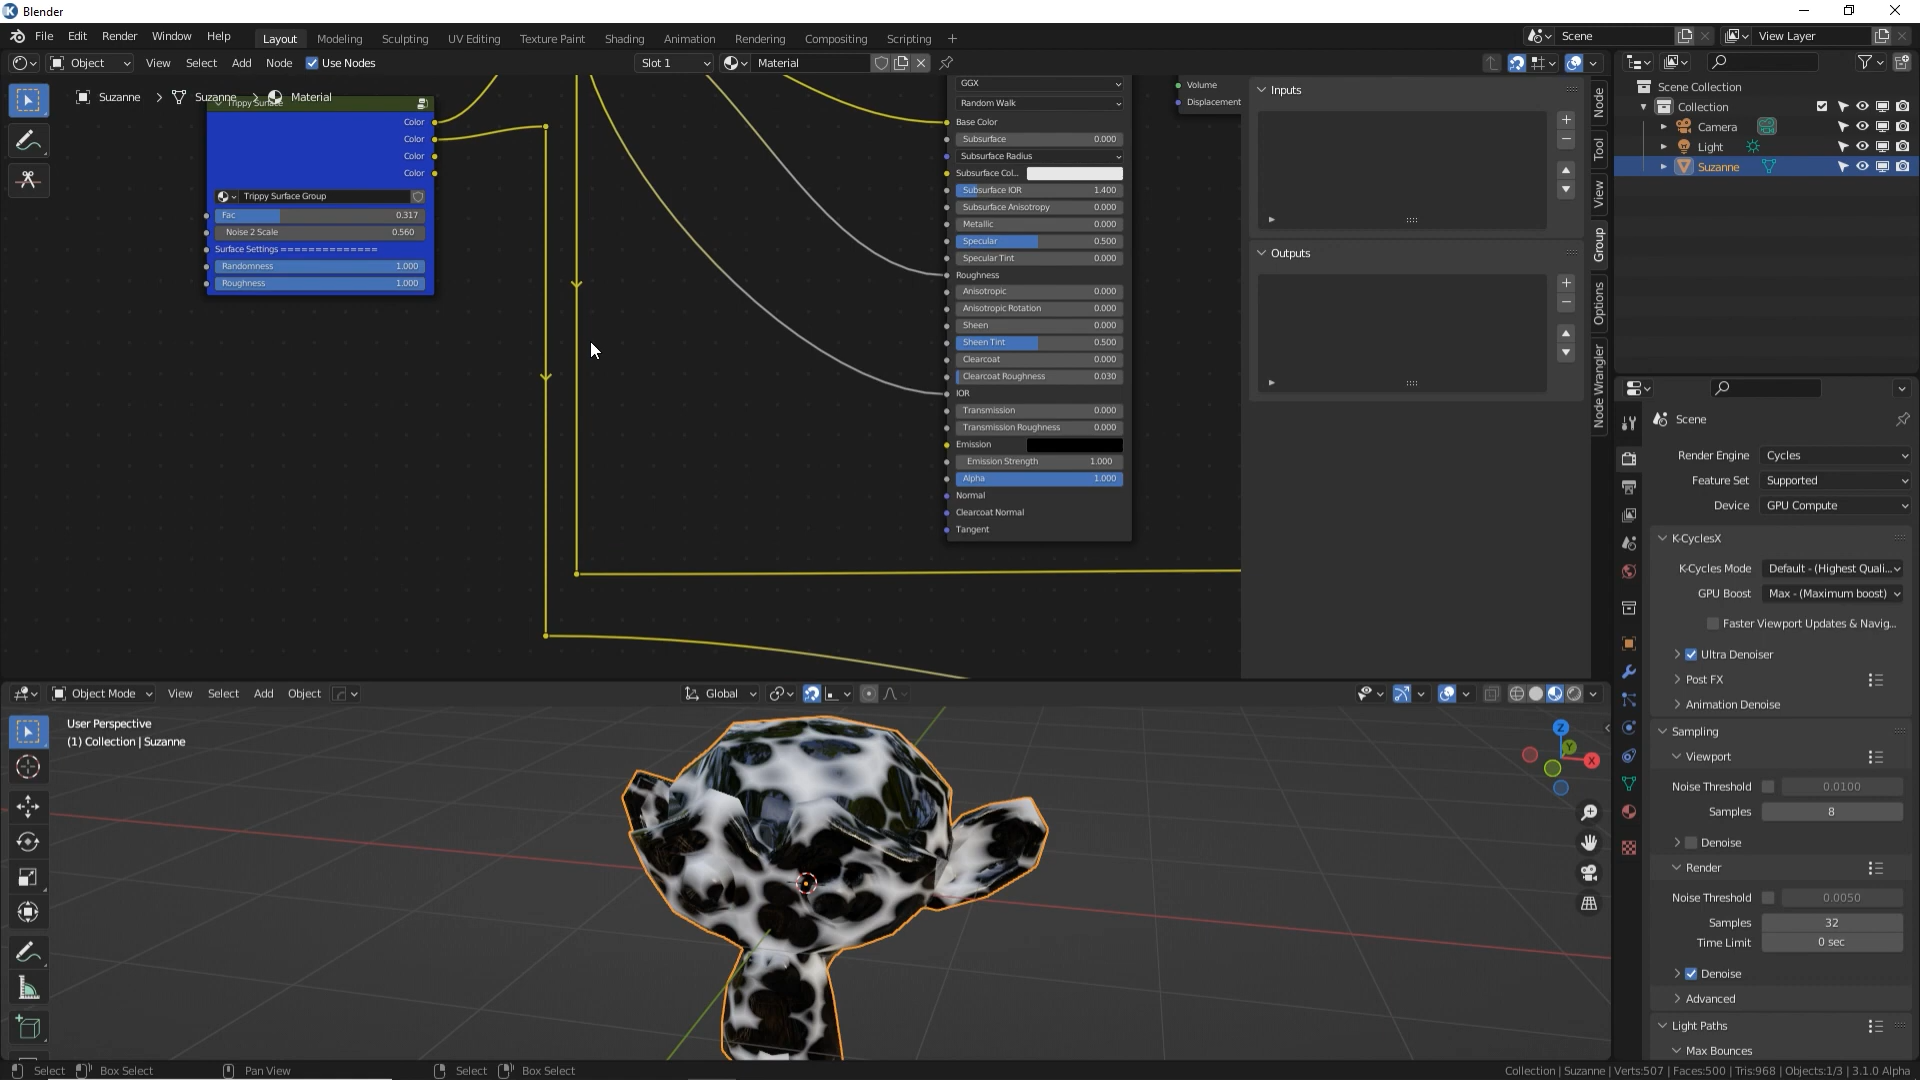 Blender
File Edit Render Window Help
Layout Modeling Sculpting UV Editing Texture Paint Shading Animation Rendering Compositing Scripting +
Scene
View Layer
Object View Select Add Node Use Nodes
Slot 1
Material
Suzanne > Suzanne > Material
Trippy Surface
Color
Color
Color
Color
Trippy Surface Group
Fac 0.317
Noise 2 Scale 0.560
Surface Settings ==============
Randomness 1.000
Roughness 1.000
GGX
Random Walk
Base Color
Subsurface 0.000
Subsurface Radius
Subsurface Col...
Subsurface IOR 1.400
Subsurface Anisotropy 0.000
Metallic 0.000
Specular 0.500
Specular Tint 0.000
Roughness
Anisotropic 0.000
Anisotropic Rotation 0.000
Sheen 0.000
Sheen Tint 0.500
Clearcoat 0.000
Clearcoat Roughness 0.030
IOR
Transmission 0.000
Transmission Roughness 0.000
Emission
Emission Strength 1.000
Alpha 1.000
Normal
Clearcoat Normal
Tangent
Volume
Displacement
Inputs
Outputs
Node
Tool
View
Group
Options
Node Wrangler
Scene Collection
Collection
Camera
Light
Suzanne
Scene
Render Engine Cycles
Feature Set Supported
Device GPU Compute
K-CyclesX
K-Cycles Mode Default - (Highest Quali...
GPU Boost Max - (Maximum boost)
Faster Viewport Updates & Navig...
Ultra Denoiser
Post FX
Animation Denoise
Sampling
Viewport
Noise Threshold 0.0100
Samples 8
Denoise
Render
Noise Threshold 0.0050
Samples 32
Time Limit 0 sec
Denoise
Advanced
Light Paths
Max Bounces
Object Mode View Select Add Object
Global
User Perspective
(1) Collection | Suzanne
Z
Y
X
Select Box Select Pan View Select Box Select
Collection | Suzanne | Verts:507 | Faces:500 | Tris:968 | Objects:1/3 | 3.1.0 Alpha